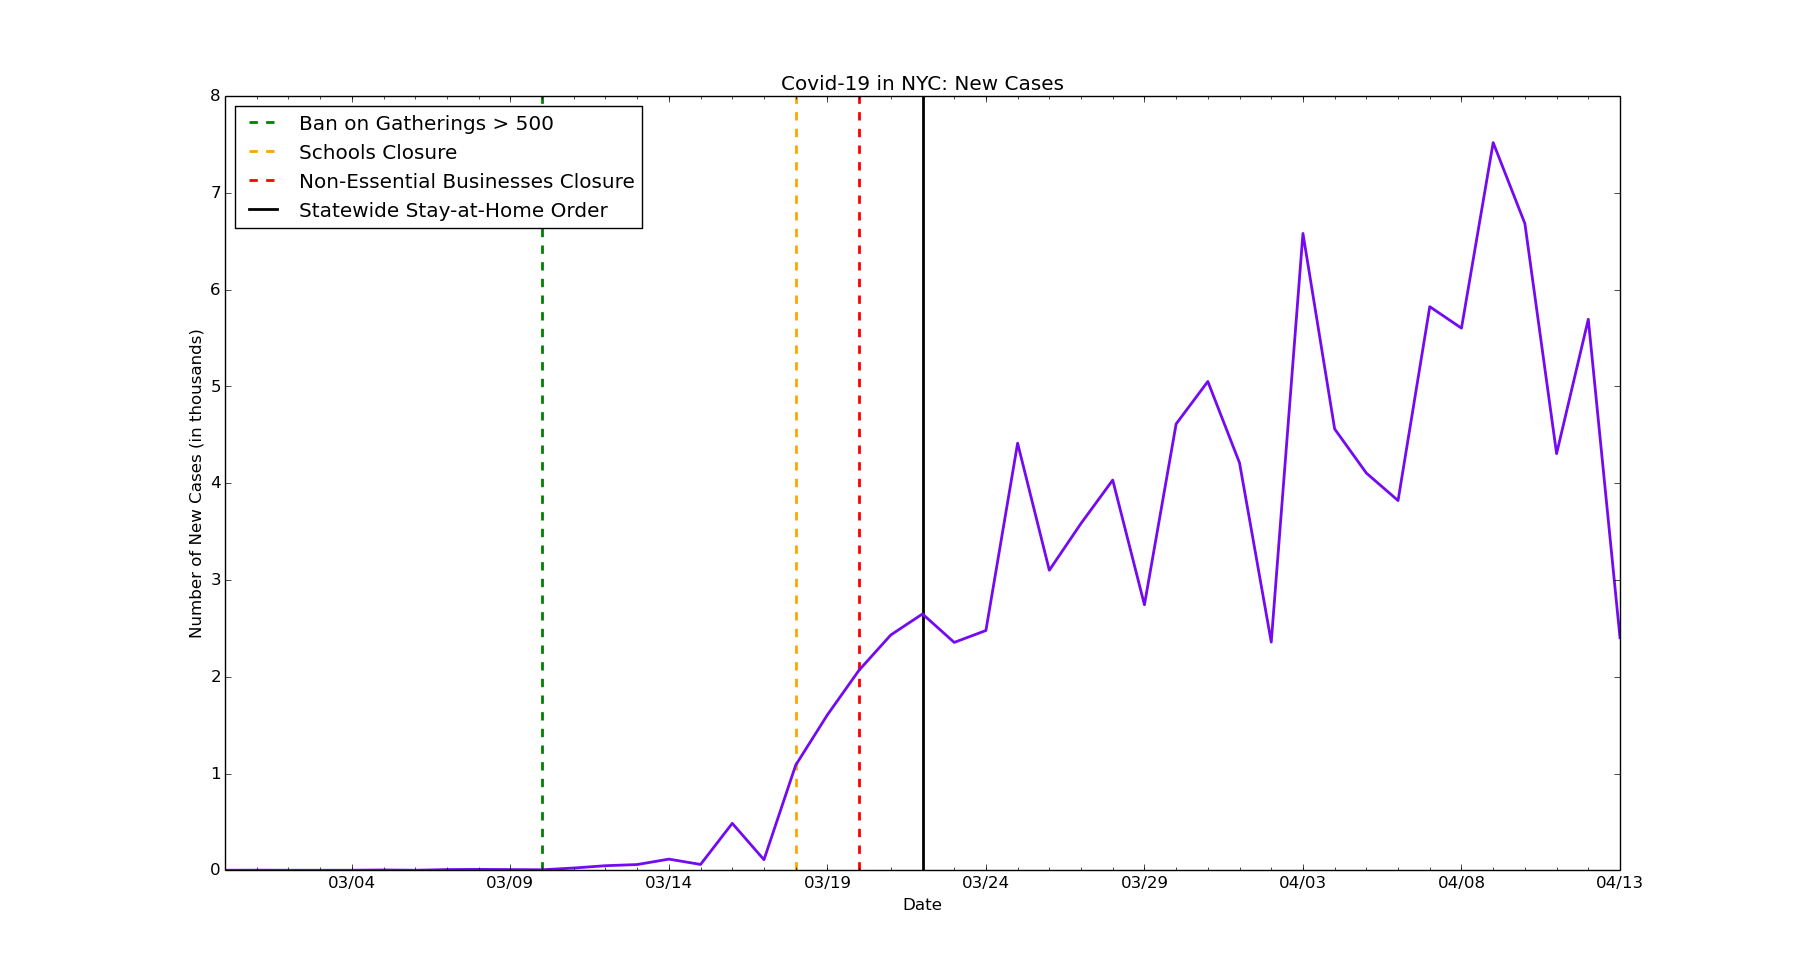 Covid-19 in NYC: New Cases
Ban on Gatherings > 500
Schools Closure
Non-Essential Businesses Closure
Statewide Stay-at-Home Order
Number of New Cases (in thousands)
8
7
6
5
4
3
2
1
0
03/04 03/09 03/14 03/19 03/24 03/29 04/03 04/08 04/13
Date